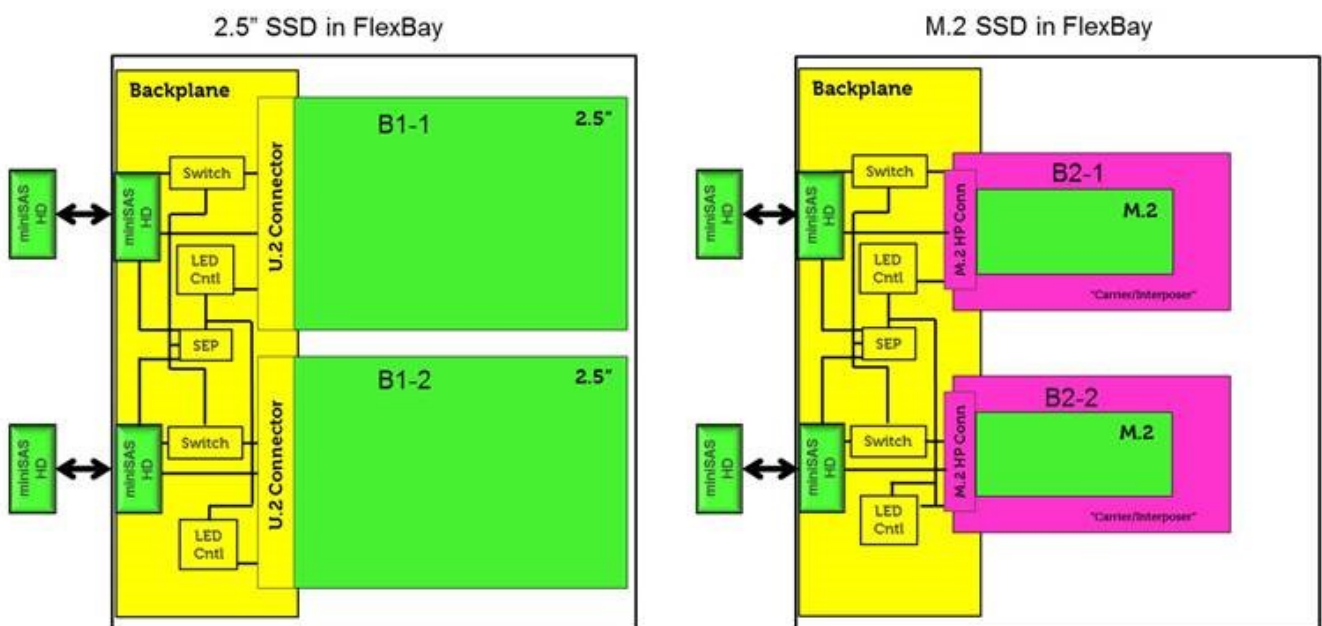 2.5” SSD in FlexBay
Backplane
B1-1
2.5”
Switch
miniSAS
HD
miniSAS
HD
U.2 Connector
LED
Cntl
SEP
B1-2
2.5”
Switch
miniSAS
HD
miniSAS
HD
U.2 Connector
LED
Cntl
M.2 SSD in FlexBay
Backplane
Switch
B2-1
M.2
miniSAS
HD
miniSAS
HD
M.2 HP Conn
LED
Cntl
"Carrier/Interposer"
SEP
B2-2
M.2
Switch
miniSAS
HD
miniSAS
HD
M.2 HP Conn
LED
Cntl
"Carrier/Interposer"